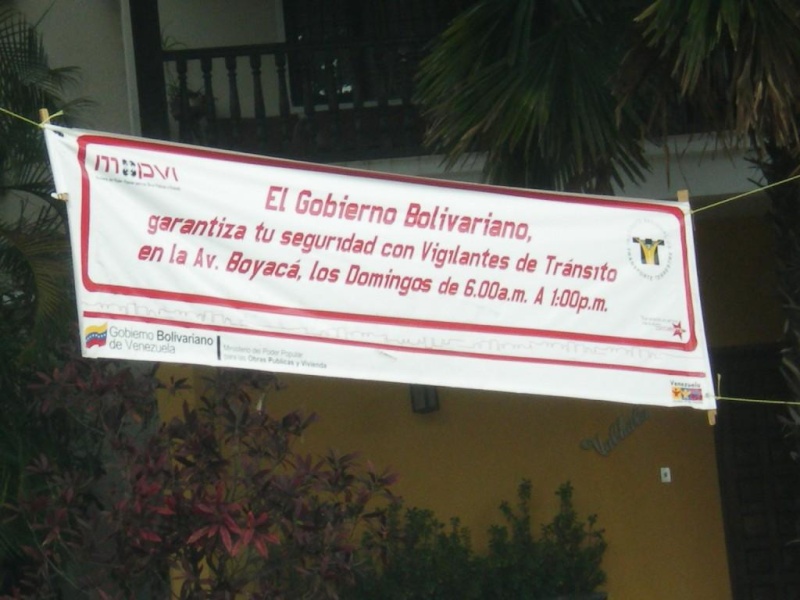 mopvi
El Gobierno Bolivariano,
garantiza tu seguridad con Vigilantes de Tránsito
en la Av. Boyacá, los Domingos de 6.00a.m. A 1:00p.m.
Gobierno Bolivariano
de Venezuela
Ministerio del Poder Popular
para las Obras Públicas y Vivienda
Venezuela